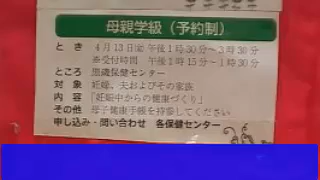 母親学級(予約制)
とき 4月13日(金)午後1時30分～3時30分
※受付時間 午後1時15分～1時30分
ところ 黒磯保健センター
対象 妊婦、夫およびその家族
内容 「妊娠中からの健康づくり」
その他 母子健康手帳を持参してください
申し込み・問い合わせ 各保健センター